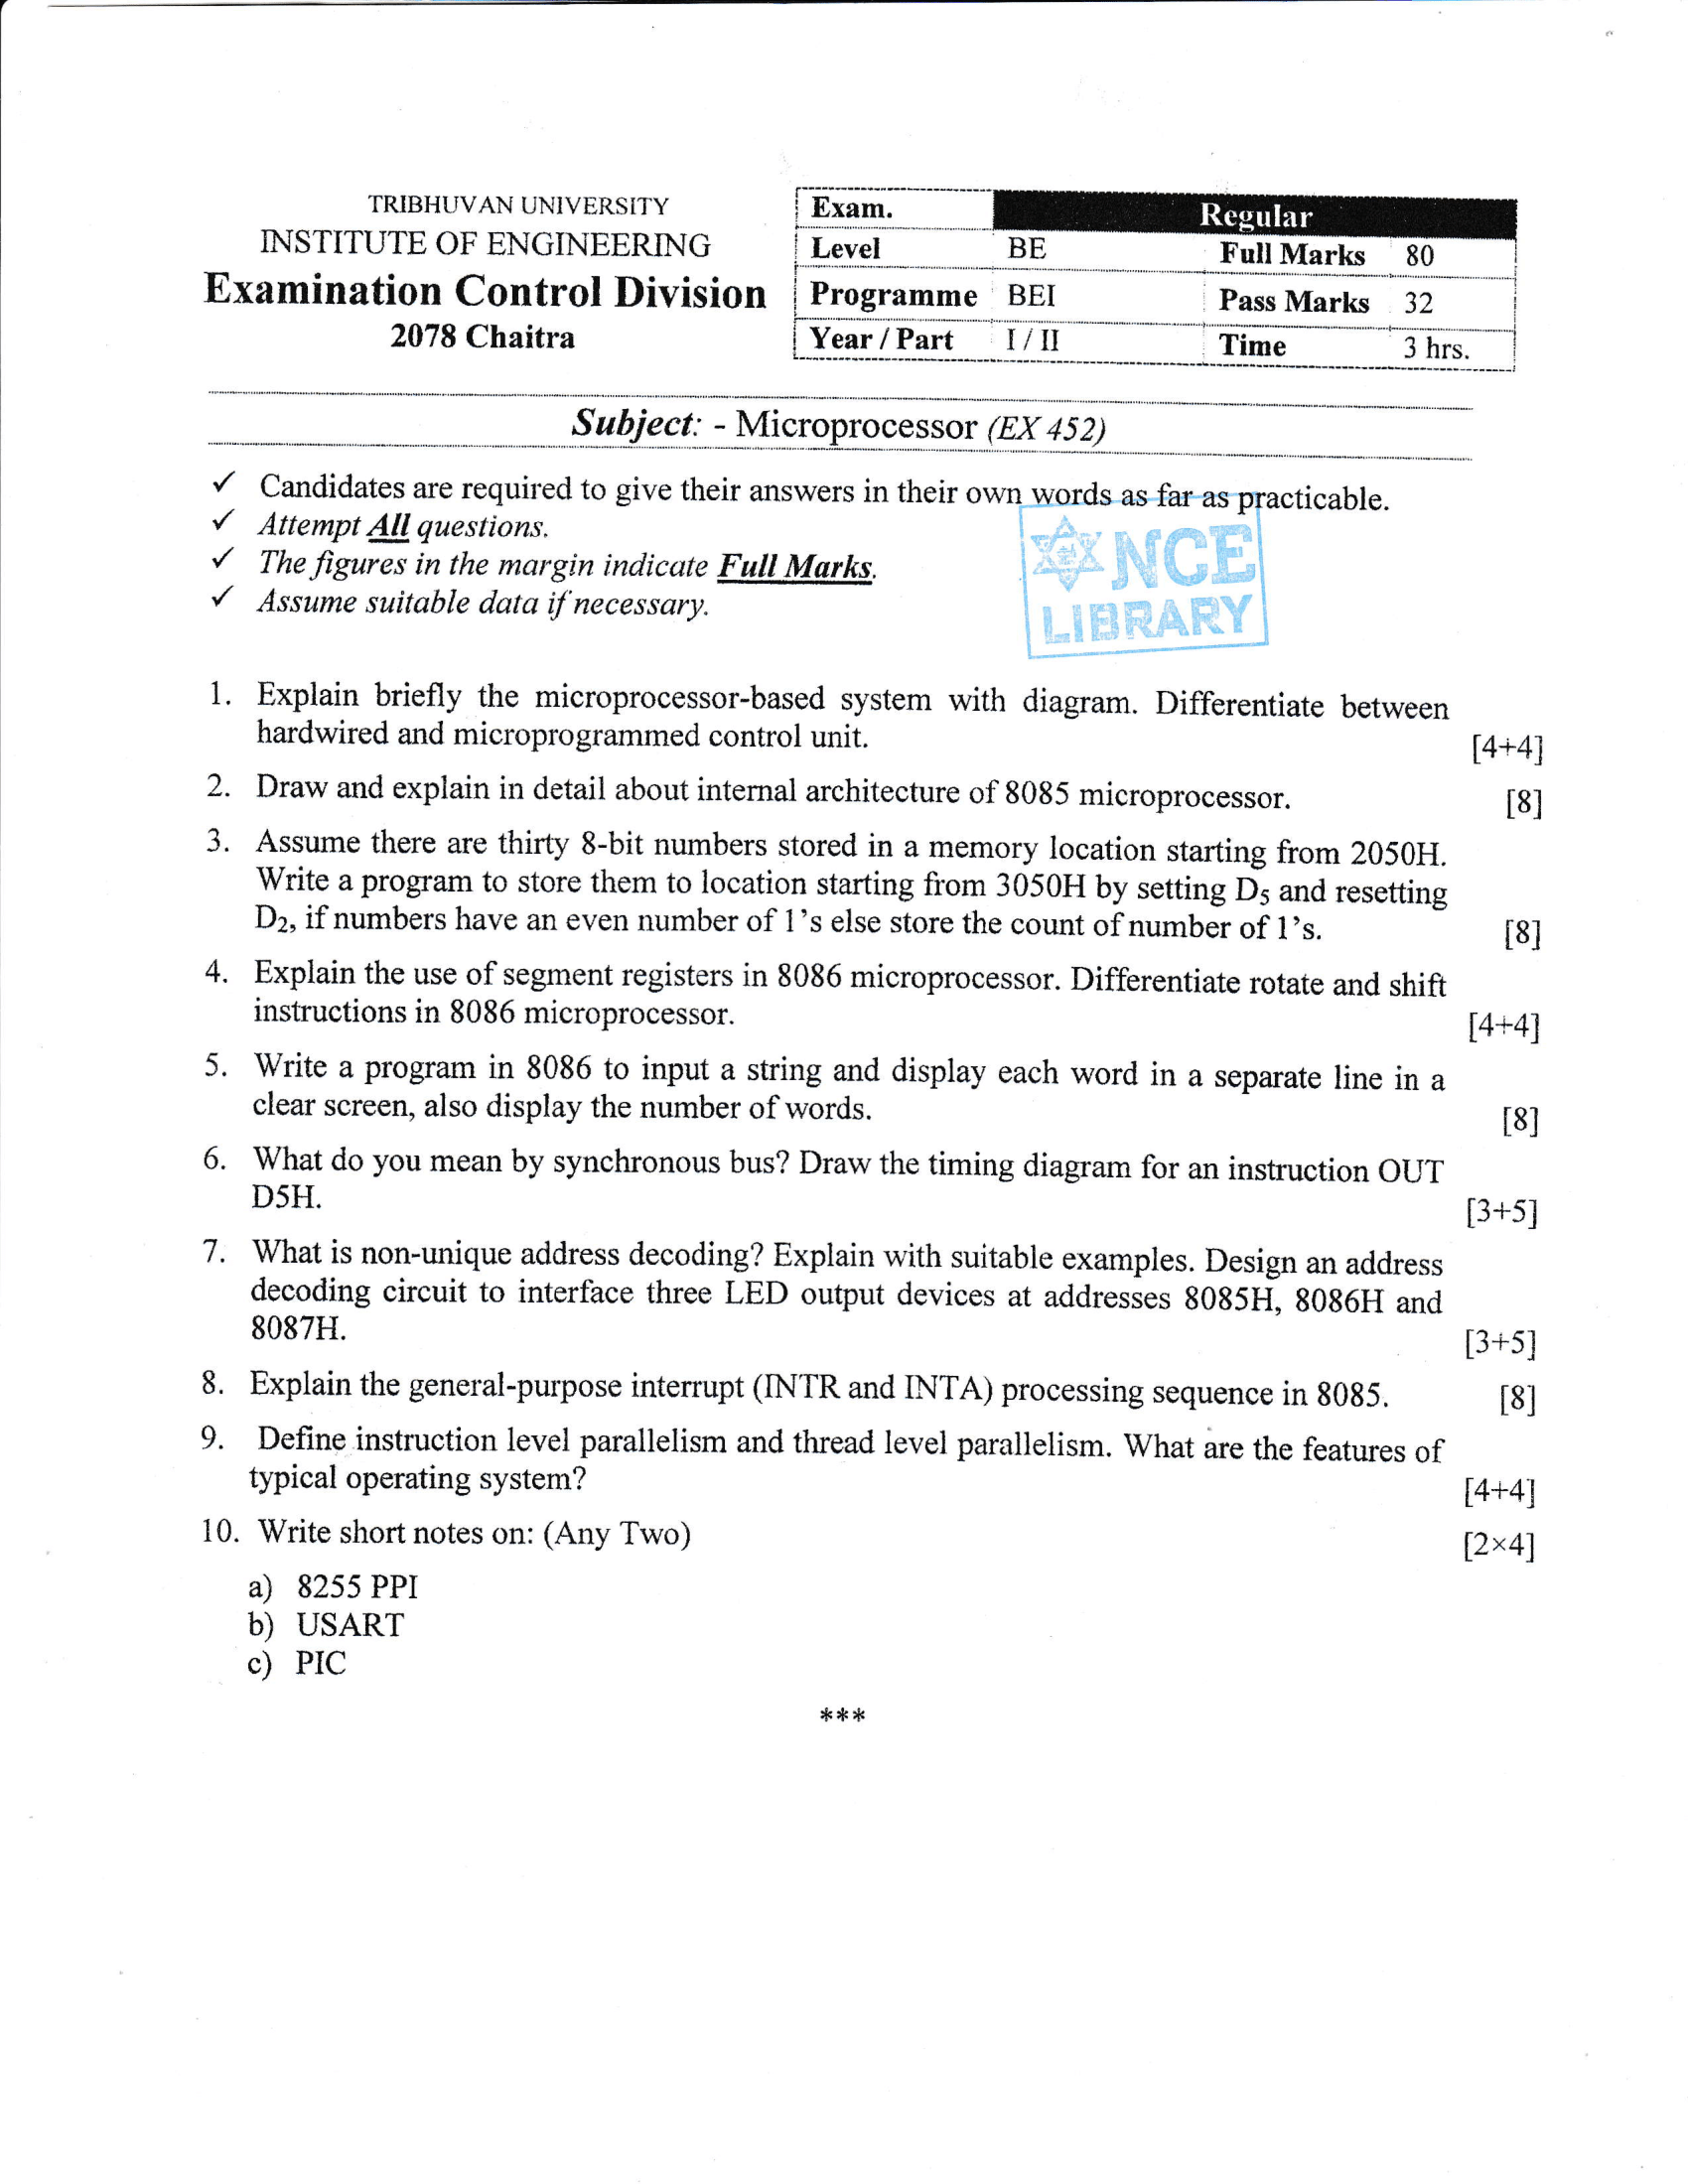 TRIBHUVAN UNIVERSITY
INSTITUTE OF ENGINEERING
Examination Control Division
2078 Chaitra
Exam. Regular
Level BE Full Marks 80
Programme BEI Pass Marks 32
Year / Part I / II Time 3 hrs.
Subject: - Microprocessor (EX 452)
✓ Candidates are required to give their answers in their own words as far as practicable.
✓ Attempt All questions.
✓ The figures in the margin indicate Full Marks.
✓ Assume suitable data if necessary.
NCE
LIBRARY
1. Explain briefly the microprocessor-based system with diagram. Differentiate between
hardwired and microprogrammed control unit. [4+4]
2. Draw and explain in detail about internal architecture of 8085 microprocessor. [8]
3. Assume there are thirty 8-bit numbers stored in a memory location starting from 2050H.
Write a program to store them to location starting from 3050H by setting D5 and resetting
D2, if numbers have an even number of 1's else store the count of number of 1's. [8]
4. Explain the use of segment registers in 8086 microprocessor. Differentiate rotate and shift
instructions in 8086 microprocessor. [4+4]
5. Write a program in 8086 to input a string and display each word in a separate line in a
clear screen, also display the number of words. [8]
6. What do you mean by synchronous bus? Draw the timing diagram for an instruction OUT
D5H. [3+5]
7. What is non-unique address decoding? Explain with suitable examples. Design an address
decoding circuit to interface three LED output devices at addresses 8085H, 8086H and
8087H. [3+5]
8. Explain the general-purpose interrupt (INTR and INTA) processing sequence in 8085. [8]
9. Define instruction level parallelism and thread level parallelism. What are the features of
typical operating system? [4+4]
10. Write short notes on: (Any Two) [2×4]
a) 8255 PPI
b) USART
c) PIC
***